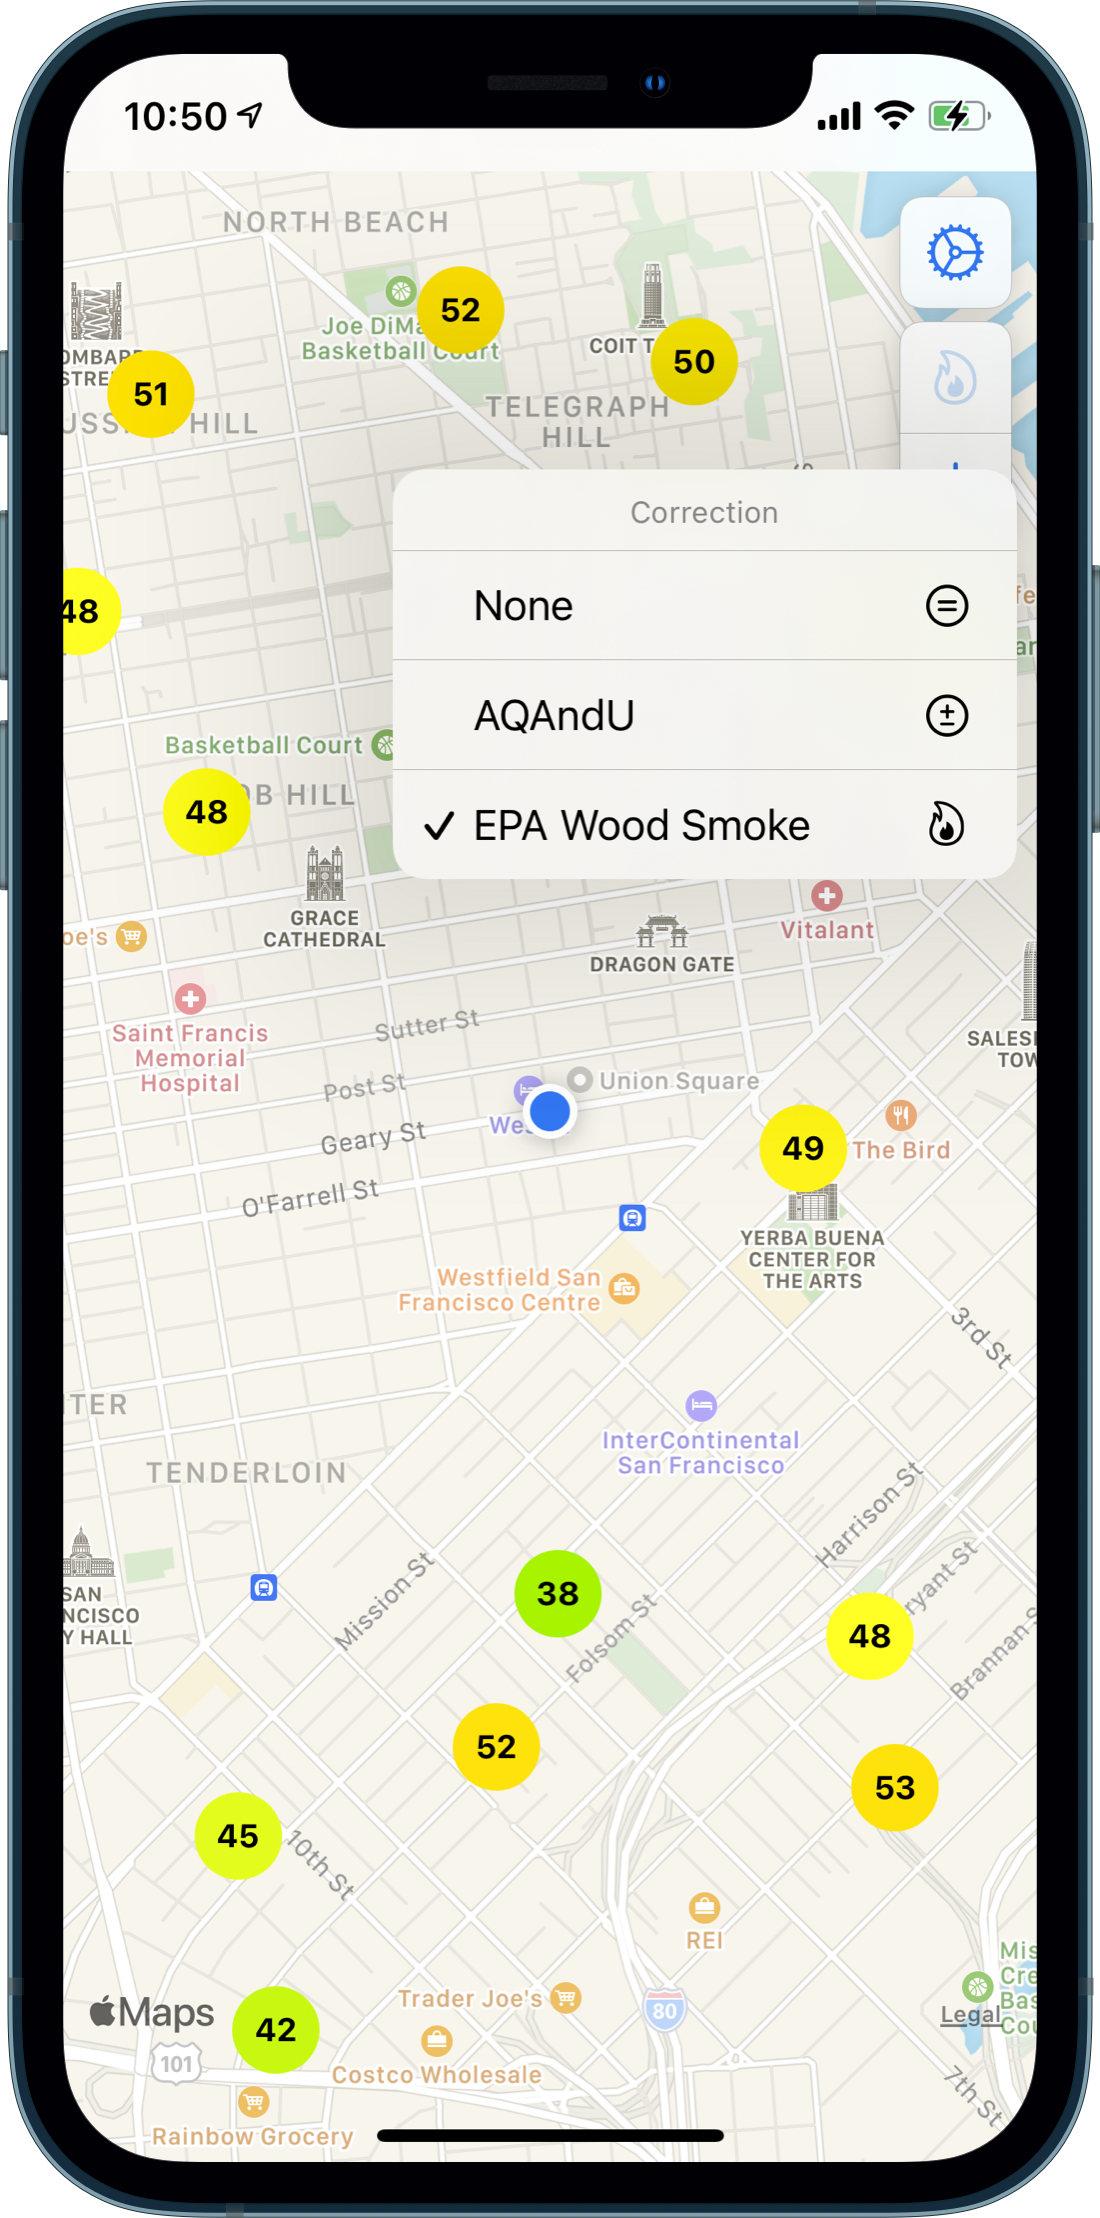 10:50
NORTH BEACH
52
Joe DiMa
Basketball Court
COIT T
50
OMBARD
STRE
51
USS HILL
TELEGRAPH
HILL
Correction
None
AQAndU
EPA Wood Smoke
48
fe
ar
Basketball Court
48
OB HILL
GRACE
CATHEDRAL
oe's
Vitalant
DRAGON GATE
Saint Francis
Memorial
Hospital
Sutter St
SALES
TOW
Post St
Union Square
Wes
Geary St
49
The Bird
O'Farrell St
YERBA BUENA
CENTER FOR
THE ARTS
Westfield San
Francisco Centre
3rd St
TER
InterContinental
San Francisco
TENDERLOIN
Harrison St
SAN
NCISCO
Y HALL
Mission St
38
Folsom St
48
ryant St
Brannan S
52
53
45
10th St
REI
Mis
Cre
Bas
Cou
Legal
Trader Joe's
Maps
42
80
101
Costco Wholesale
7th St
Rainbow Grocery